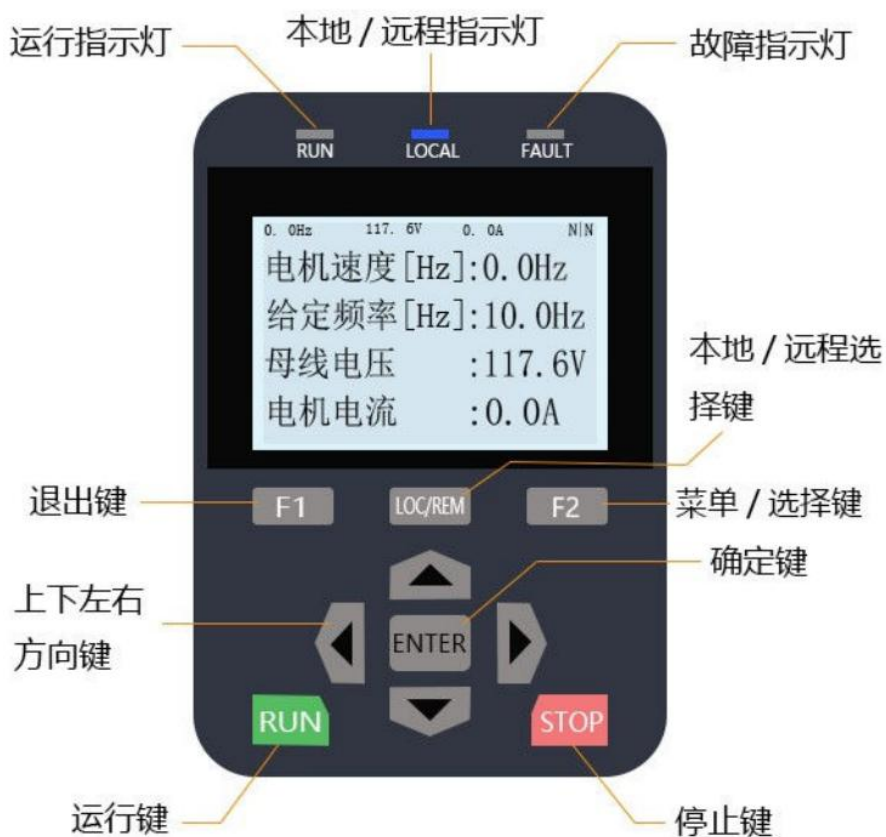 运行指示灯
本地 / 远程指示灯
故障指示灯
RUN
LOCAL
FAULT
0. 0Hz 117. 6V 0. 0A N|N
电机速度[Hz]:0.0Hz
给定频率[Hz]:10.0Hz
母线电压 :117.6V
电机电流 :0.0A
本地 / 远程选
择键
退出键
F1
LOC/REM
F2
菜单 / 选择键
确定键
上下左右
方向键
ENTER
RUN
STOP
运行键
停止键